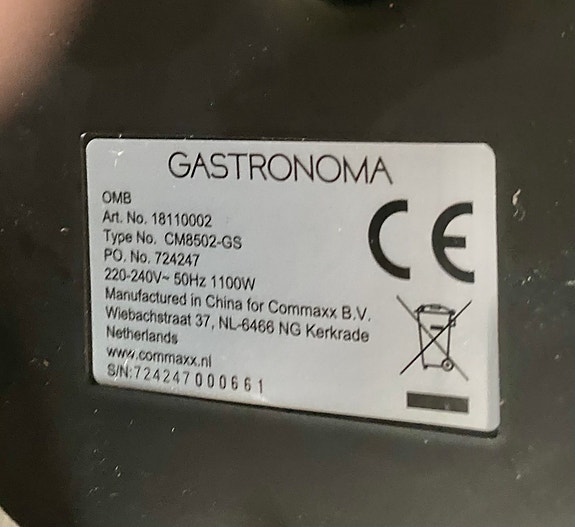 GASTRONOMA
OMB
Art. No. 18110002
Type No. CM8502-GS
PO. No. 724247
220-240V~ 50Hz 1100W
Manufactured in China for Commaxx B.V.
Wiebachstraat 37, NL-6466 NG Kerkrade
Netherlands
www.commaxx.nl
S/N:724247000661
CE